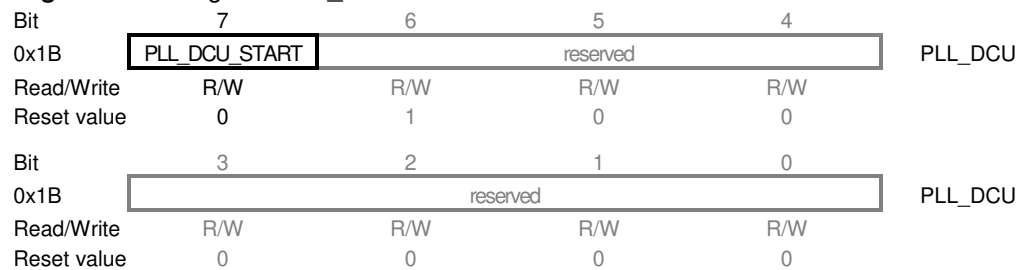 Bit 7 6 5 4
0x1B PLL_DCU_START reserved PLL_DCU
Read/Write R/W R/W R/W R/W
Reset value 0 1 0 0
Bit 3 2 1 0
0x1B reserved PLL_DCU
Read/Write R/W R/W R/W R/W
Reset value 0 0 0 0